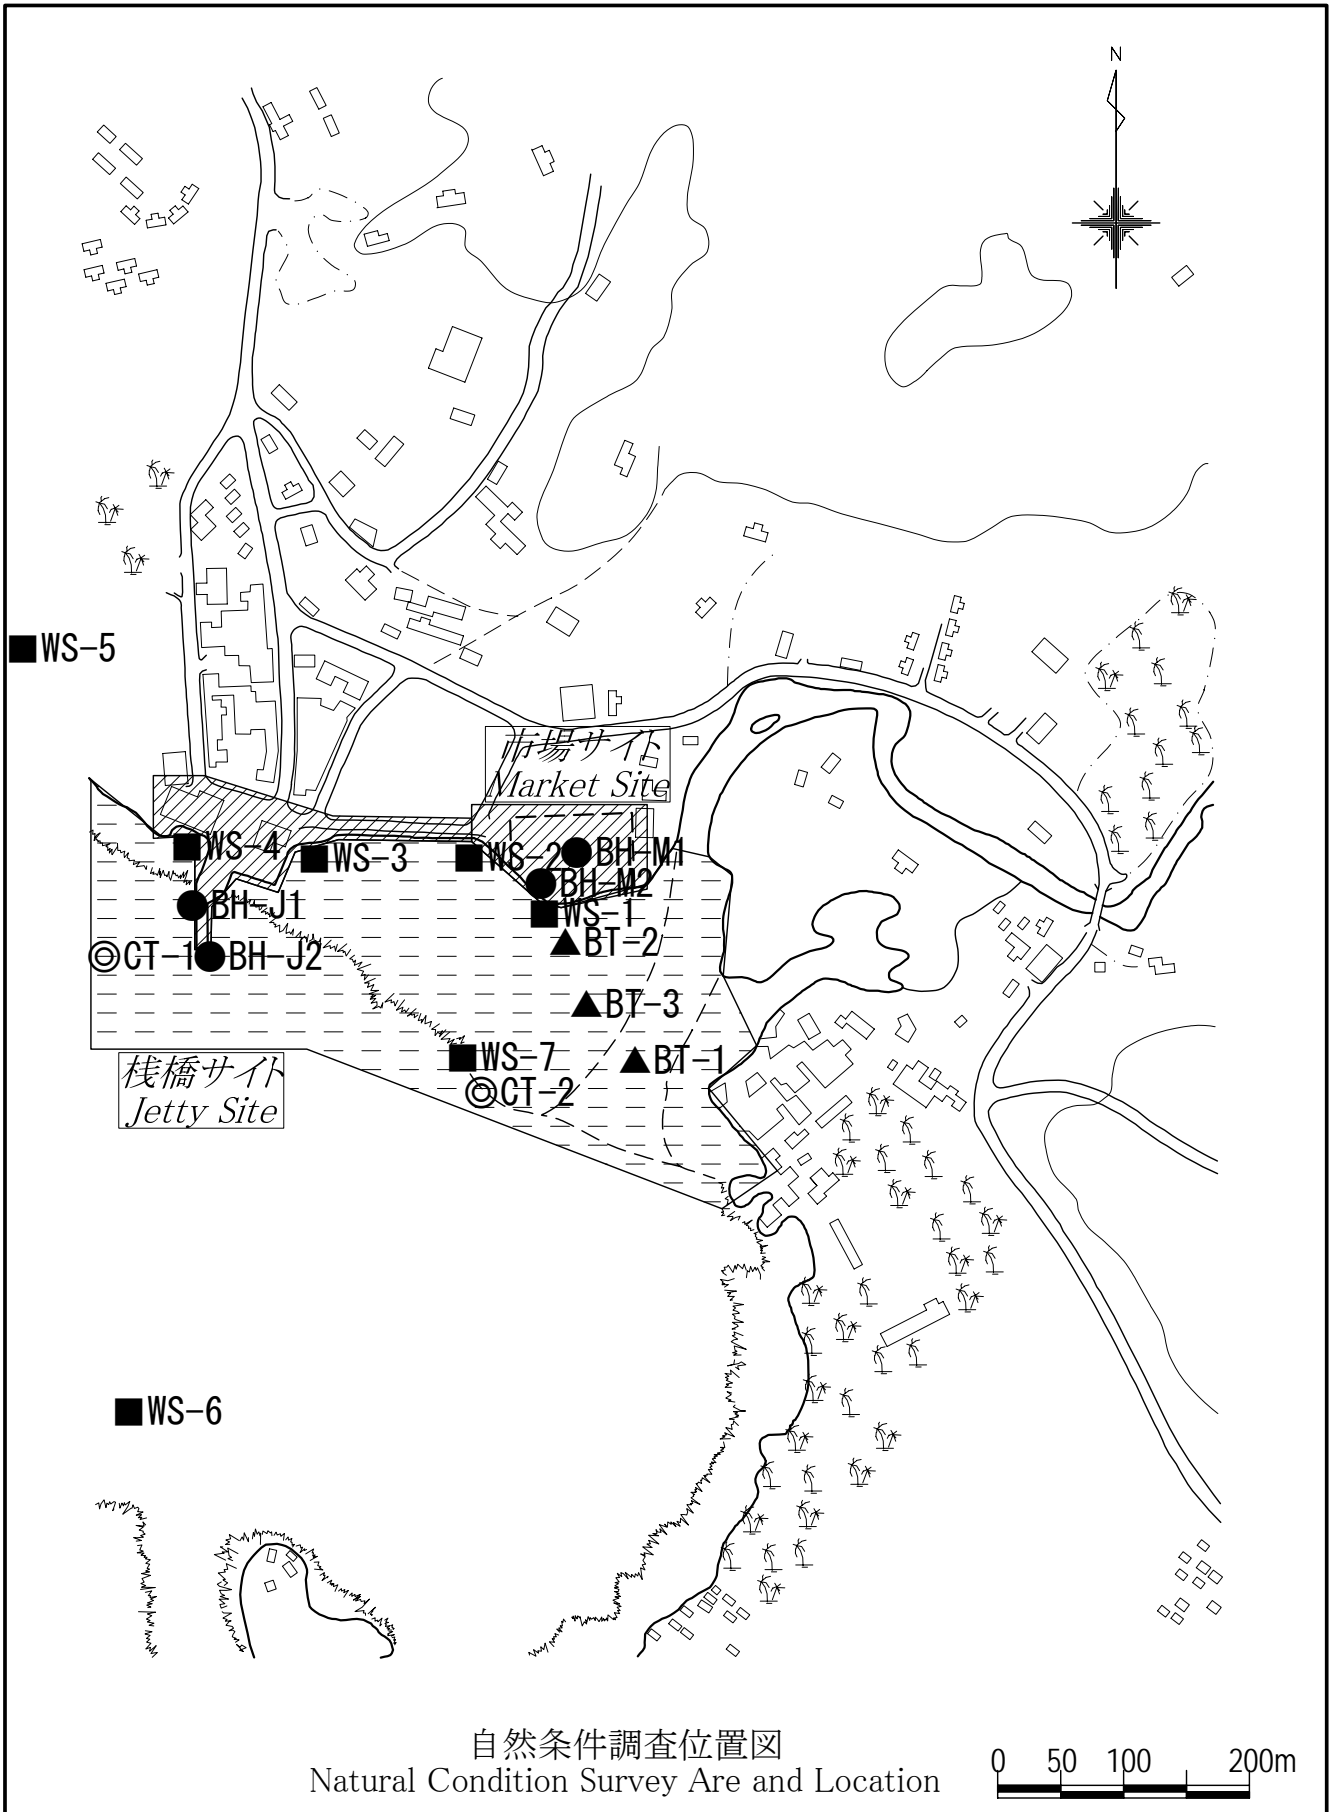 N
WS-5
市場サイト
Market Site
WS-4
WS-3
WS-2
BH-M1
BH-M2
BH-J1
WS-1
BT-2
CT-1
BH-J2
BT-3
WS-7
BT-1
桟橋サイト
Jetty Site
CT-2
WS-6
自然条件調査位置図
Natural Condition Survey Are and Location
0 50 100 200m